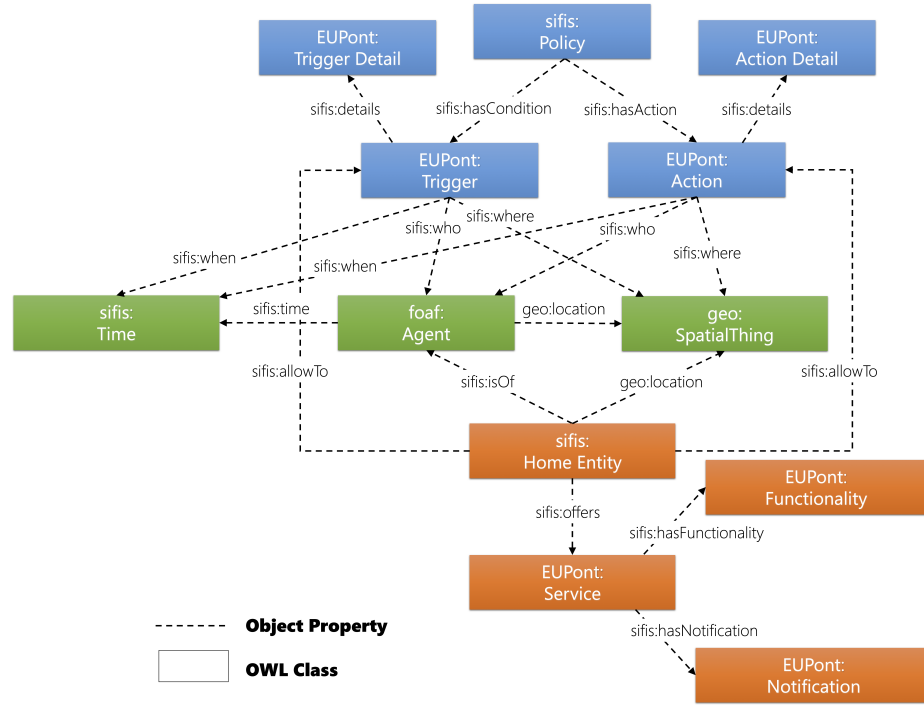 sifis:
Policy
EUPont:
Trigger Detail
EUPont:
Action Detail
sifis:details
sifis:hasCondition
sifis:hasAction
sifis:details
EUPont:
Trigger
EUPont:
Action
sifis:when
sifis:when
sifis:who
sifis:where
sifis:who
sifis:where
sifis:
Time
sifis:time
foaf:
Agent
geo:location
geo:
SpatialThing
sifis:allowTo
sifis:isOf
geo:location
sifis:allowTo
sifis:
Home Entity
sifis:offers
EUPont:
Functionality
sifis:hasFunctionality
EUPont:
Service
sifis:hasNotification
EUPont:
Notification
Object Property
OWL Class